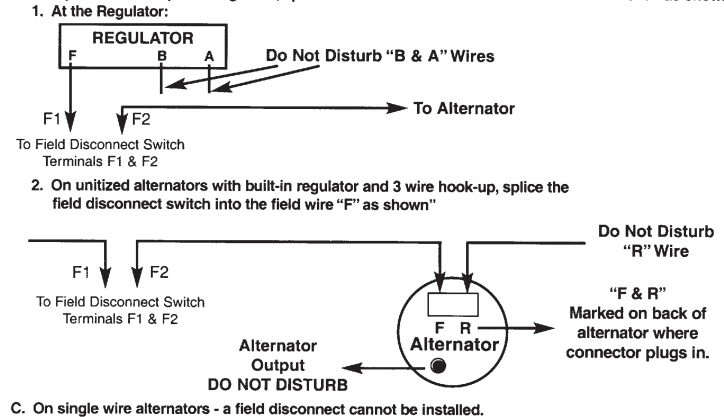 1. At the Regulator:
REGULATOR
F B A
Do Not Disturb “B & A” Wires
F1 F2
To Alternator
To Field Disconnect Switch
Terminals F1 & F2
2. On unitized alternators with built-in regulator and 3 wire hook-up, splice the
field disconnect switch into the field wire “F” as shown”
Do Not Disturb
“R” Wire
F1 F2
To Field Disconnect Switch
Terminals F1 & F2
“F & R”
Marked on back of
alternator where
connector plugs in.
F R
Alternator
Alternator
Output
DO NOT DISTURB
C. On single wire alternators - a field disconnect cannot be installed.